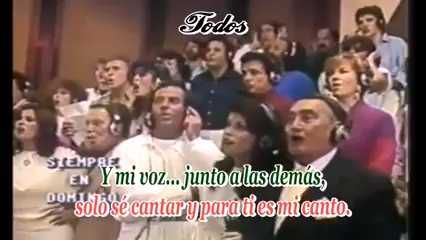 Todos
SIEMPRE
EN
DOMINGO
Y mi voz... junto a las demás,
solo sé cantar y para ti es mi canto.